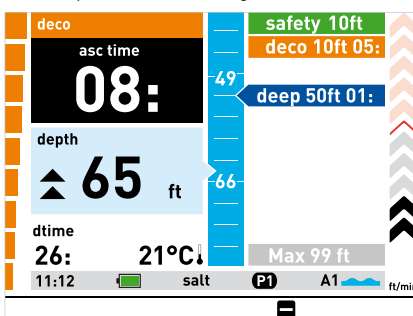 deco
asc time
08:
depth
65 ft
dtime
26: 21°C
49
66
safety 10ft
deco 10ft 05:
deep 50ft 01:
Max 99 ft
11:12 salt P1 A1
ft/min